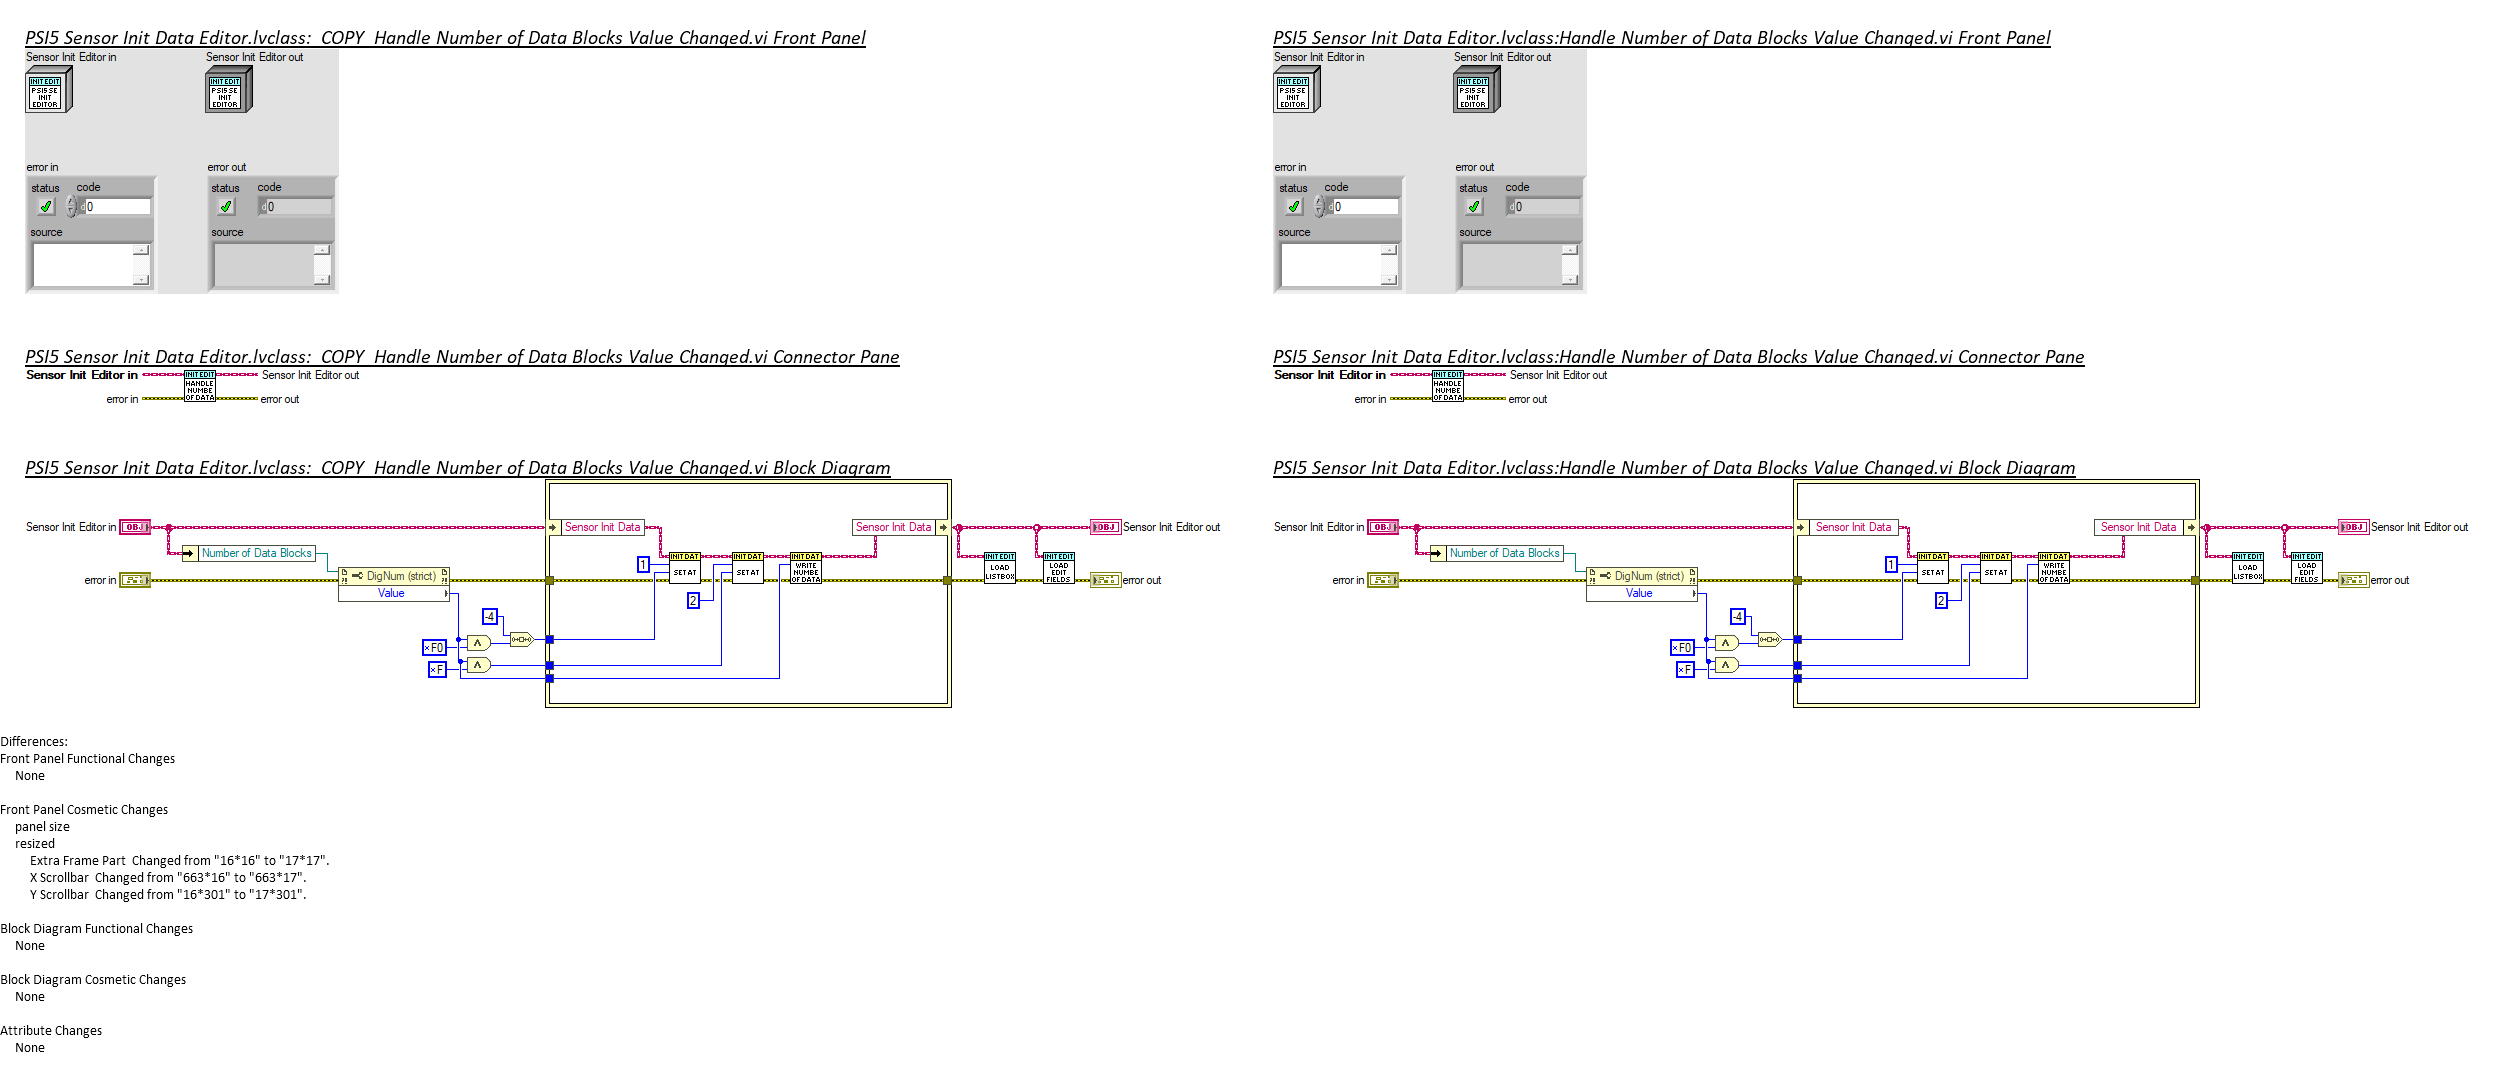 PSI5 Sensor Init Data Editor.lvclass:  COPY  Handle Number of Data Blocks Value Changed.vi Front Panel
Sensor Init Editor in
Sensor Init Editor out
INIT EDIT
PSI5 SE
INIT
EDITOR
INIT EDIT
PSI5 SE
INIT
EDITOR
error in
error out
status
code
status
code
d 0
d 0
source
source
PSI5 Sensor Init Data Editor.lvclass:Handle Number of Data Blocks Value Changed.vi Front Panel
Sensor Init Editor in
Sensor Init Editor out
INIT EDIT
PSI5 SE
INIT
EDITOR
INIT EDIT
PSI5 SE
INIT
EDITOR
error in
error out
status
code
status
code
d 0
d 0
source
source
PSI5 Sensor Init Data Editor.lvclass:  COPY  Handle Number of Data Blocks Value Changed.vi Connector Pane
Sensor Init Editor in
INIT EDIT
HANDLE
NUMBE
OF DATA
Sensor Init Editor out
error in
error out
PSI5 Sensor Init Data Editor.lvclass:Handle Number of Data Blocks Value Changed.vi Connector Pane
Sensor Init Editor in
INIT EDIT
HANDLE
NUMBE
OF DATA
Sensor Init Editor out
error in
error out
PSI5 Sensor Init Data Editor.lvclass:  COPY  Handle Number of Data Blocks Value Changed.vi Block Diagram
Sensor Init Editor in
OBJ
Sensor Init Data
Sensor Init Data
OBJ
Sensor Init Editor out
Number of Data Blocks
1
INIT DAT
SET AT
INIT DAT
SET AT
INIT DAT
WRITE
NUMBE
OF DATA
INIT EDIT
LOAD
LISTBOX
INIT EDIT
LOAD
EDIT
FIELDS
error in
DigNum (strict)
Value
error out
2
-4
xF0
xF
PSI5 Sensor Init Data Editor.lvclass:Handle Number of Data Blocks Value Changed.vi Block Diagram
Sensor Init Editor in
OBJ
Sensor Init Data
Sensor Init Data
OBJ
Sensor Init Editor out
Number of Data Blocks
1
INIT DAT
SET AT
INIT DAT
SET AT
INIT DAT
WRITE
NUMBE
OF DATA
INIT EDIT
LOAD
LISTBOX
INIT EDIT
LOAD
EDIT
FIELDS
error in
DigNum (strict)
Value
error out
2
-4
xF0
xF
Differences:
Front Panel Functional Changes
None
Front Panel Cosmetic Changes
panel size
resized
Extra Frame Part  Changed from "16*16" to "17*17".
X Scrollbar  Changed from "663*16" to "663*17".
Y Scrollbar  Changed from "16*301" to "17*301".
Block Diagram Functional Changes
None
Block Diagram Cosmetic Changes
None
Attribute Changes
None